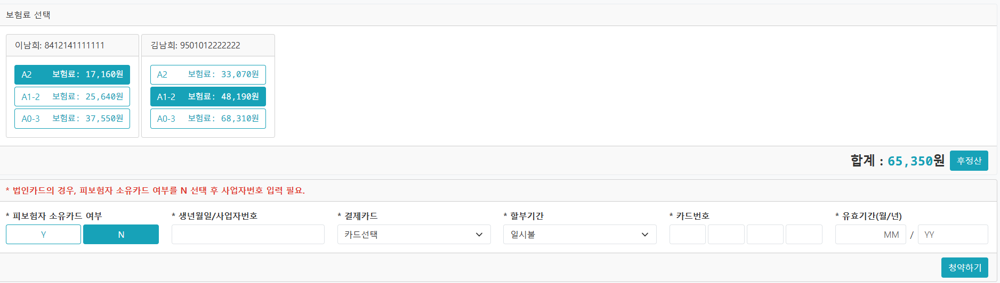 보험료 선택
이남희: 8412141111111
A2 보험료: 17,160원
A1-2 보험료: 25,640원
A0-3 보험료: 37,550원
김남희: 9501012222222
A2 보험료: 33,070원
A1-2 보험료: 48,190원
A0-3 보험료: 68,310원
합계 : 65,350원 후정산
* 법인카드의 경우, 피보험자 소유카드 여부를 N 선택 후 사업자번호 입력 필요.
* 피보험자 소유카드 여부 * 생년월일/사업자번호 * 결제카드 * 할부기간 * 카드번호 * 유효기간(월/년)
Y N 카드선택 일시불 MM / YY
청약하기